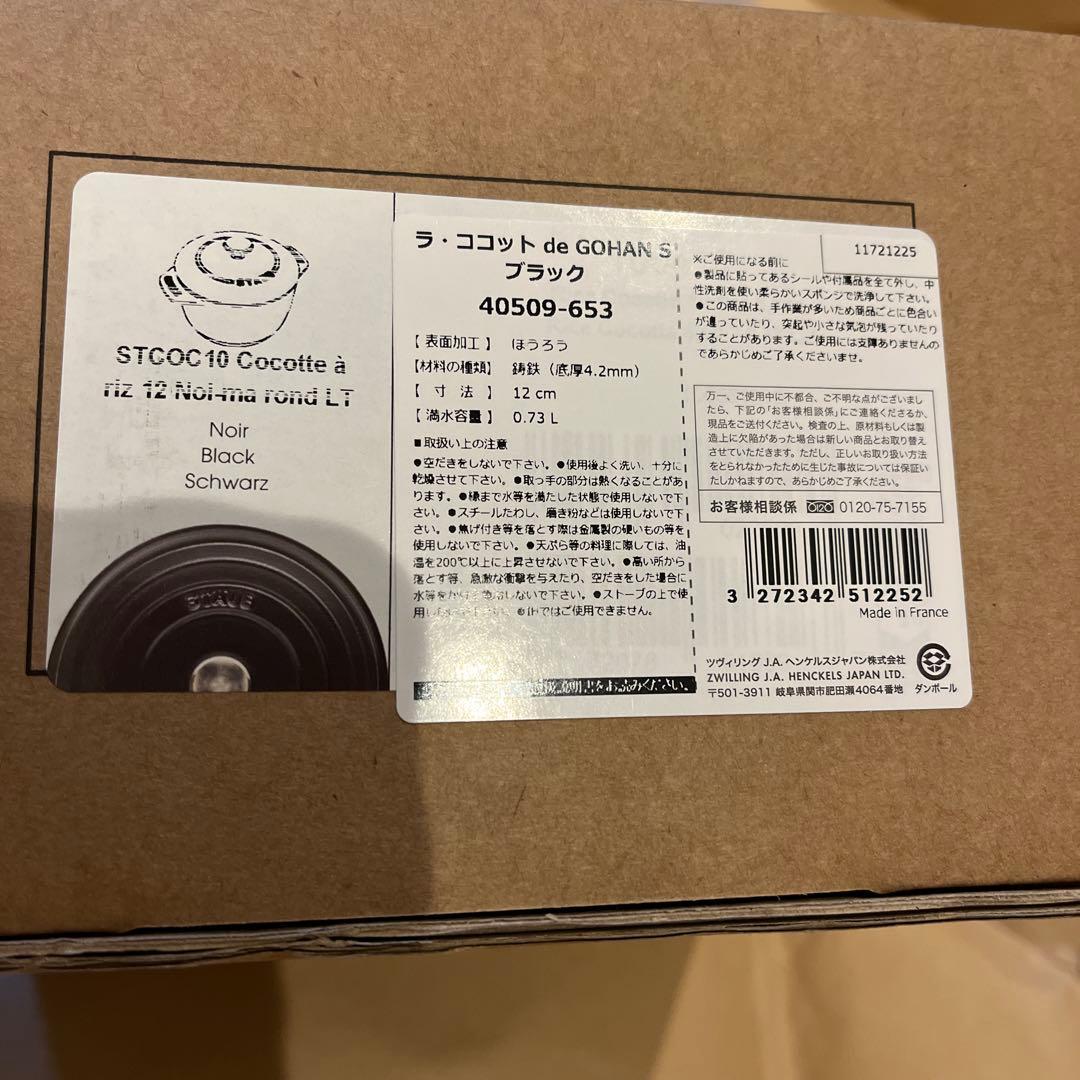 STCOC10 Cocotte à
riz 12 Noi-ma rond LT
Noir
Black
Schwarz
STAUB
ラ・ココット de GOHAN S
ブラック
40509-653
【 表面加工 】 ほうろう
【材料の種類】 鋳鉄（底厚4.2mm）
【 寸 法 】 12 cm
【 満水容量 】 0.73 L
■取扱い上の注意
●空だきをしないで下さい。●使用後よく洗い、十分に
乾燥させて下さい。●取っ手の部分は熱くなることがあ
ります。●縁まで水等を満たした状態で使用しないで下
さい。●スチールたわし、磨き粉などは使用しないで下
さい。●焦げ付き等を落とす際は金属製の硬いもの等を
使用しないで下さい。●天ぷら等の料理に際しては、油
温を200℃以上に上昇させないで下さい。●高い所から
落とす等、急激な衝撃を与えたり、空だきをした場合に
水等をかけ しないで下さい。●ストーブの上で使
用し ではご使用できません。
説明書をお読みください。
11721225
※ご使用になる前に
●製品に貼ってあるシールや付属品を全て外し、中
性洗剤を使い柔らかいスポンジで洗浄して下さい。
●この商品は、手作業が多いため商品ごとに色合い
が違っていたり、突起や小さな気泡が残っていたり
することがあります。ご使用には支障ありませんの
であらかじめご了承くださいませ。
万一、ご使用中に不都合、ご不明な点がございまし
たら、下記の「お客様相談係」にご連絡くださるか、
現品をご送付ください。検査の上、原材料もしくは製
造上に欠陥があった場合は新しい商品とお取り替え
させていただきます。ただし、正しいお取り扱い方法
をとられなかったために生じた事故については保証い
たしかねますので、あらかじめご了承ください。
お客様相談係 0120-75-7155
3 272342 512252
Made in France
ツヴィリング J.A. ヘンケルスジャパン株式会社
ZWILLING J.A. HENCKELS JAPAN LTD.
〒501-3911 岐阜県関市肥田瀬4064番地
ダンボール